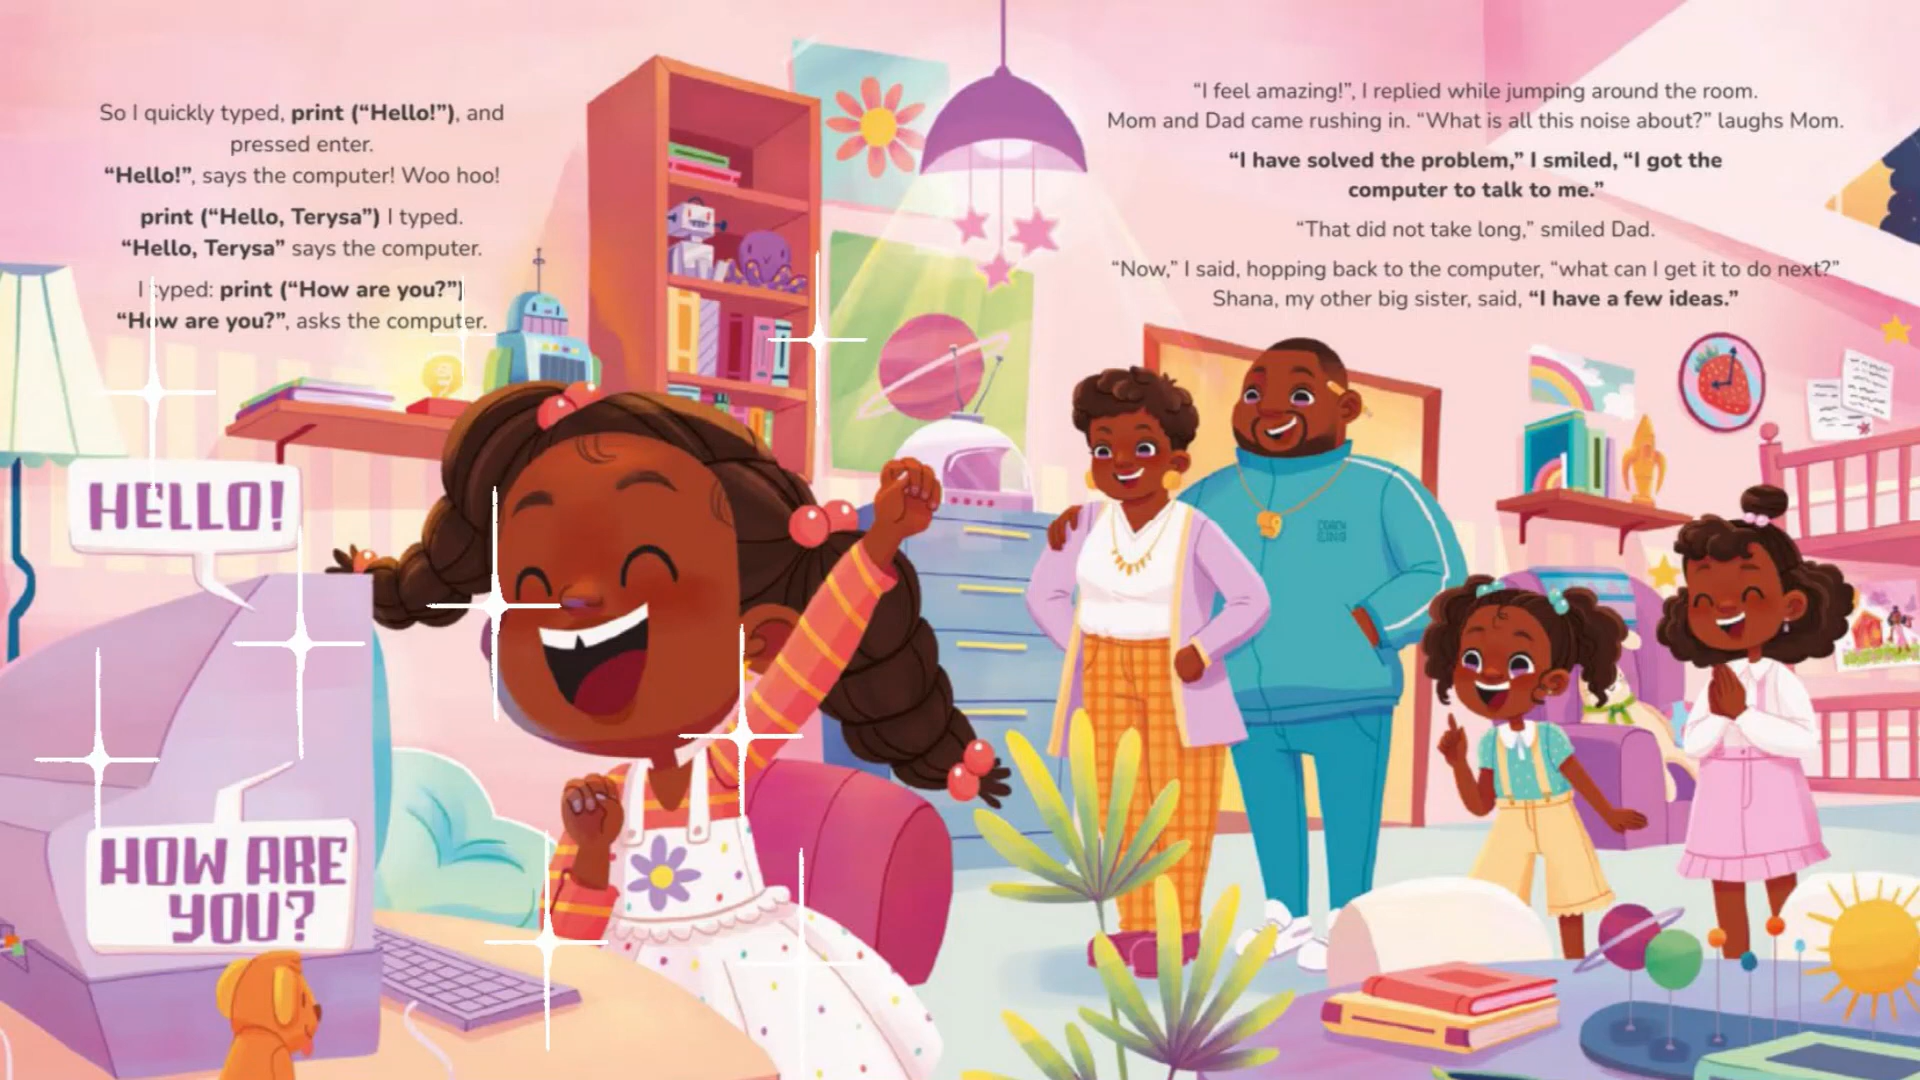 So I quickly typed, print (“Hello!”), and
pressed enter.
“Hello!”, says the computer! Woo hoo!
print (“Hello, Terysa”) I typed.
“Hello, Terysa” says the computer.
I typed: print (“How are you?”)
“How are you?”, asks the computer.
“I feel amazing!”, I replied while jumping around the room.
Mom and Dad came rushing in. “What is all this noise about?” laughs Mom.
“I have solved the problem,” I smiled, “I got the
computer to talk to me.”
“That did not take long,” smiled Dad.
“Now,” I said, hopping back to the computer, “what can I get it to do next?”
Shana, my other big sister, said, “I have a few ideas.”
HELLO!
HOW ARE
YOU?